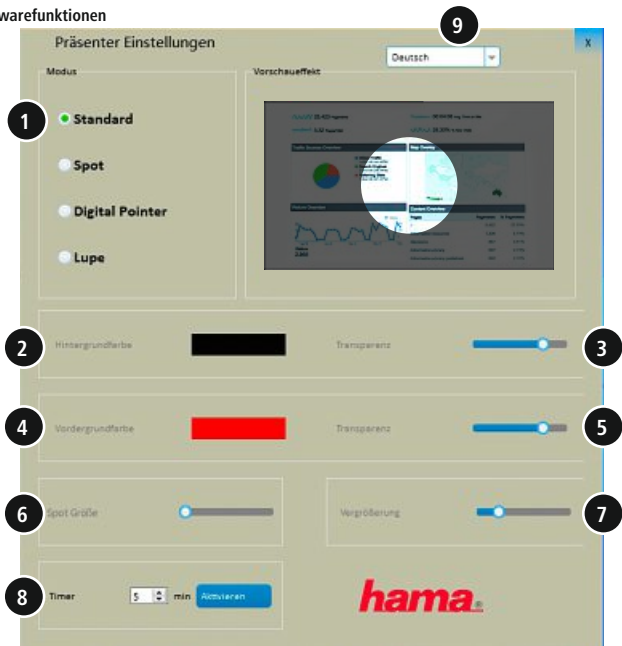 warefunktionen
9
Präsenter Einstellungen
Deutsch
x
Modus
Vorschaueffekt
1
Standard
Spot
Digital Pointer
Lupe
2
Hintergrundfarbe
Transparenz
3
4
Vordergrundfarbe
Transparenz
5
6
Spot Größe
Vergrößerung
7
8
Timer
5
min
Aktivieren
hama